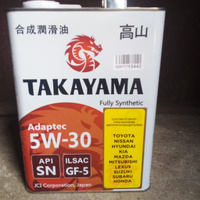 合成潤滑油
高山
TAKAYAMA
Fully Synthetic
Adaptec
5W-30
API
SN
ILSAC
GF-5
JCI Corporation, Japan
TOYOTA
NISSAN
HYUNDAI
KIA
MAZDA
MITSUBISHI
LEXUS
SUZUKI
SUBARU
HONDA